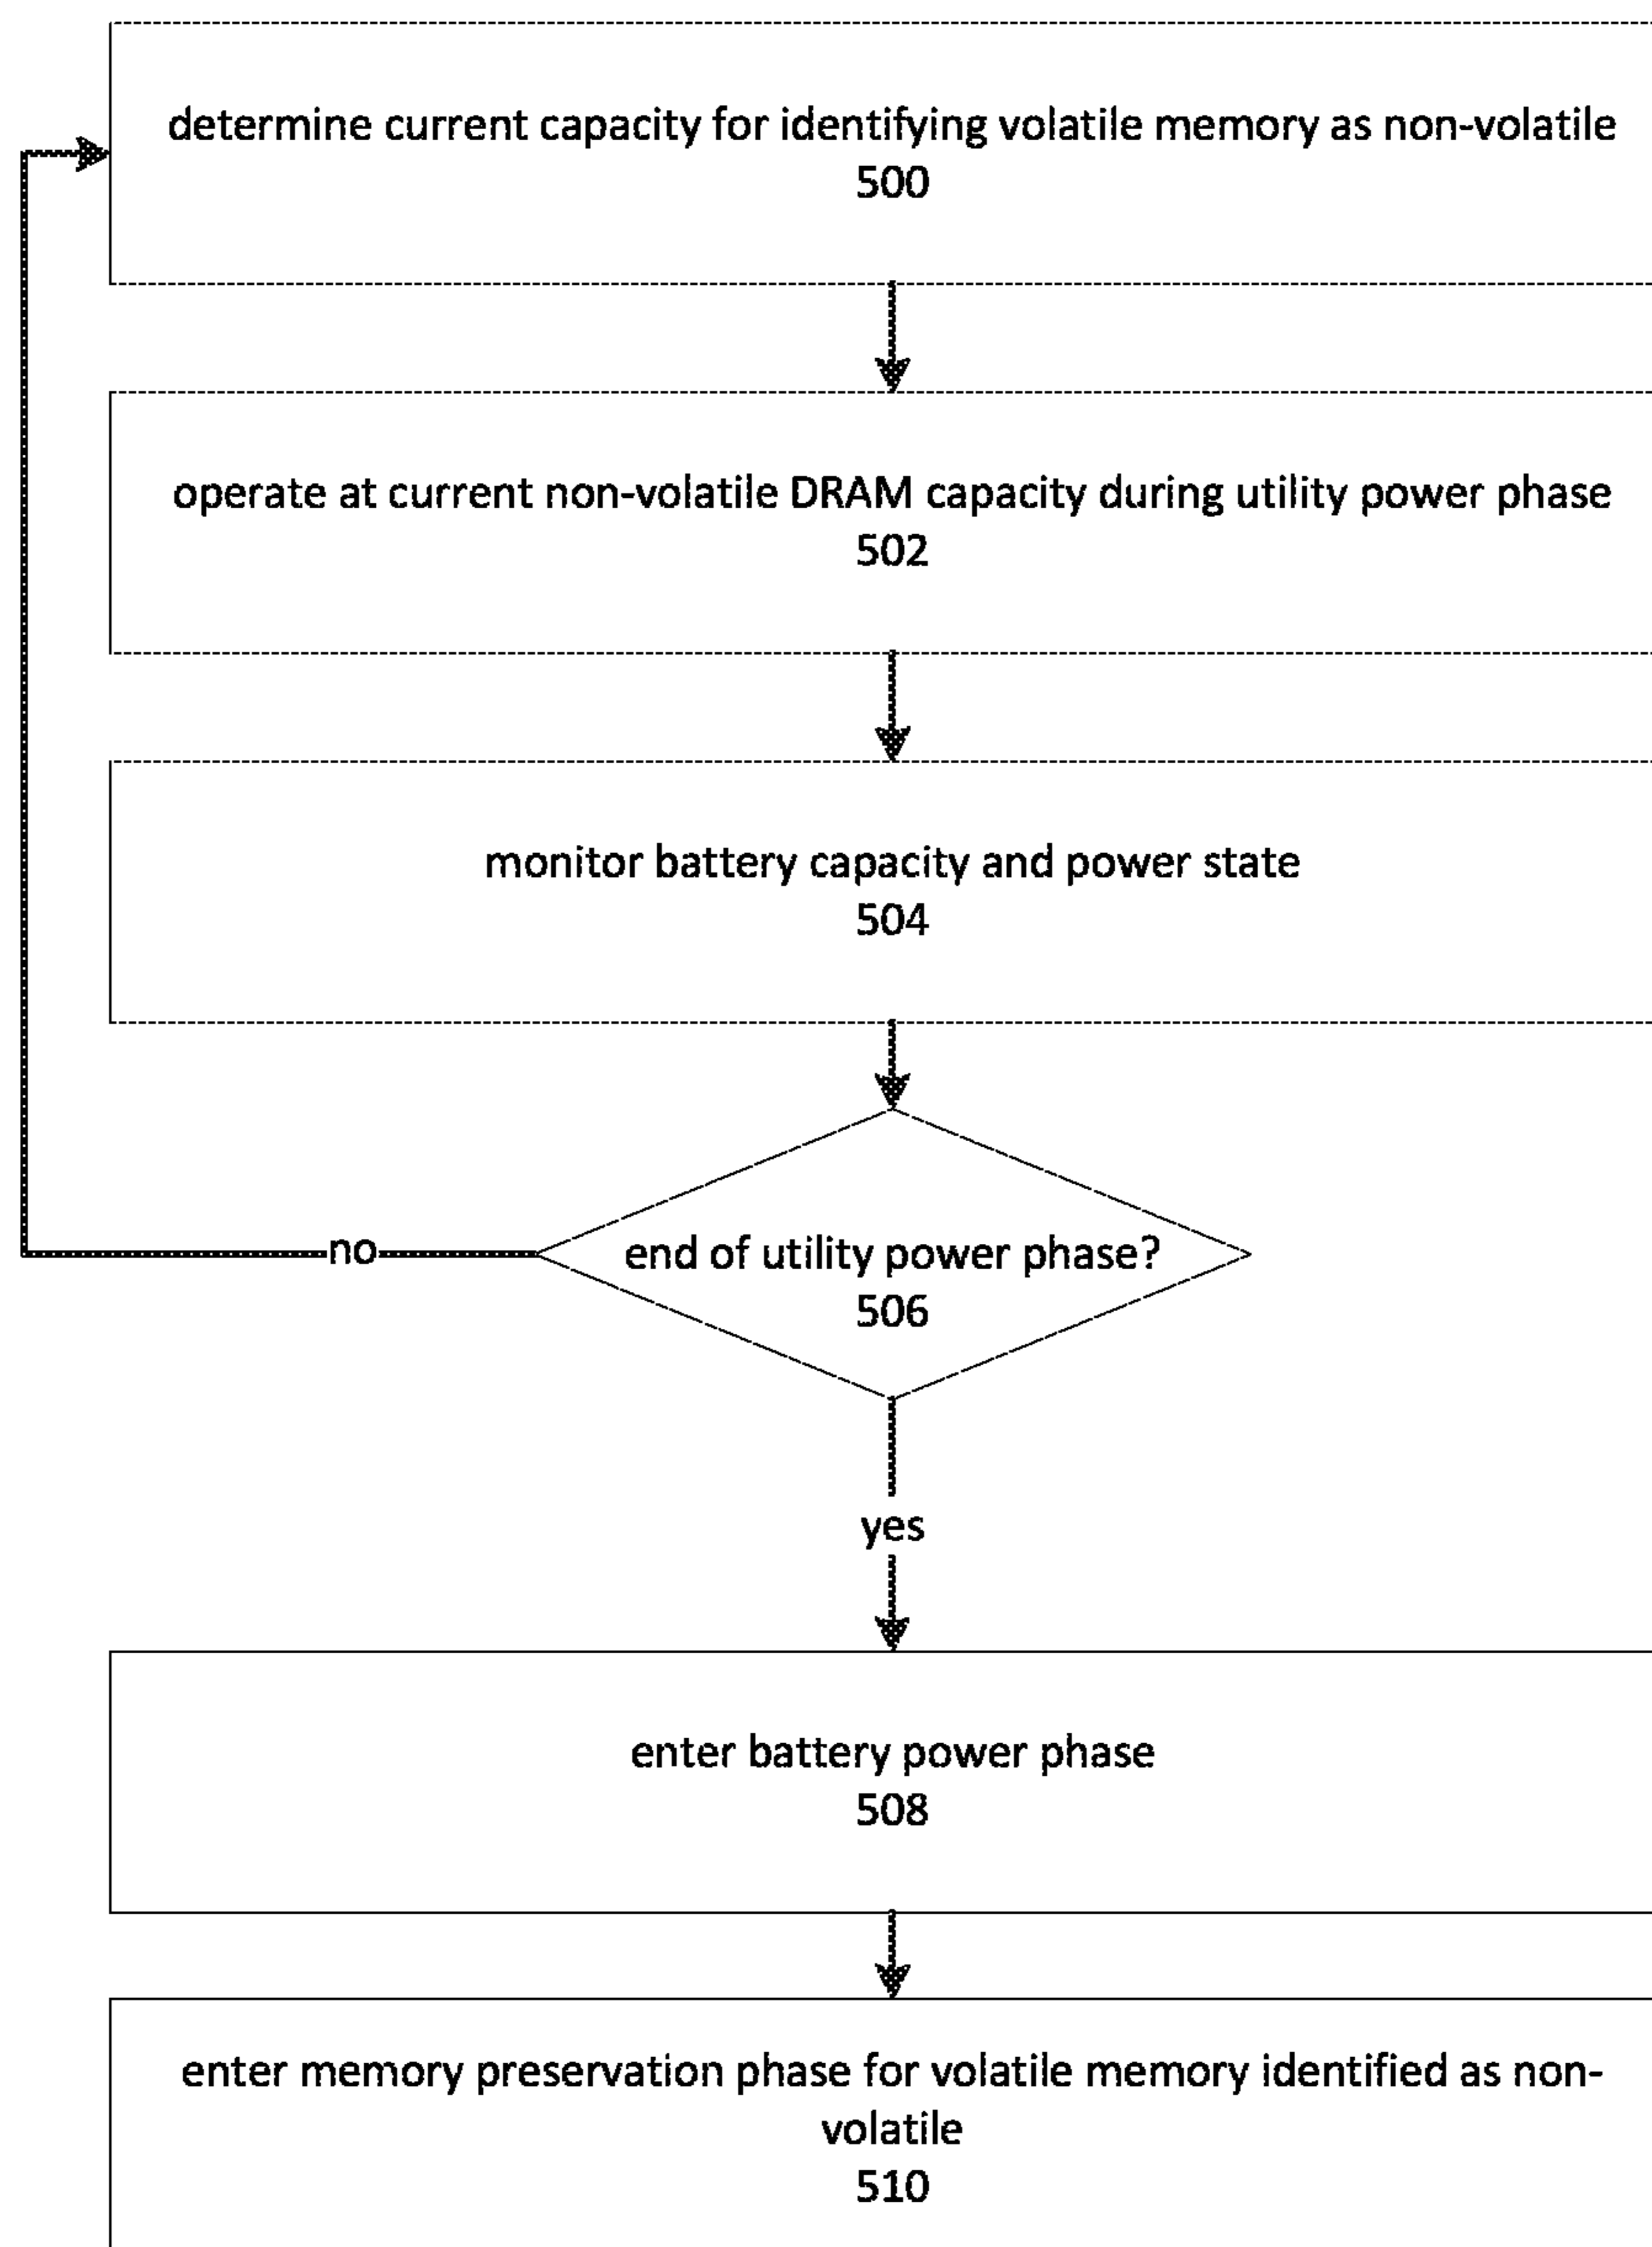 determine current capacity for identifying volatile memory as non-volatile
500
operate at current non-volatile DRAM capacity during utility power phase
502
monitor battery capacity and power state
504
end of utility power phase?
506
no
yes
enter battery power phase
508
enter memory preservation phase for volatile memory identified as non-
volatile
510